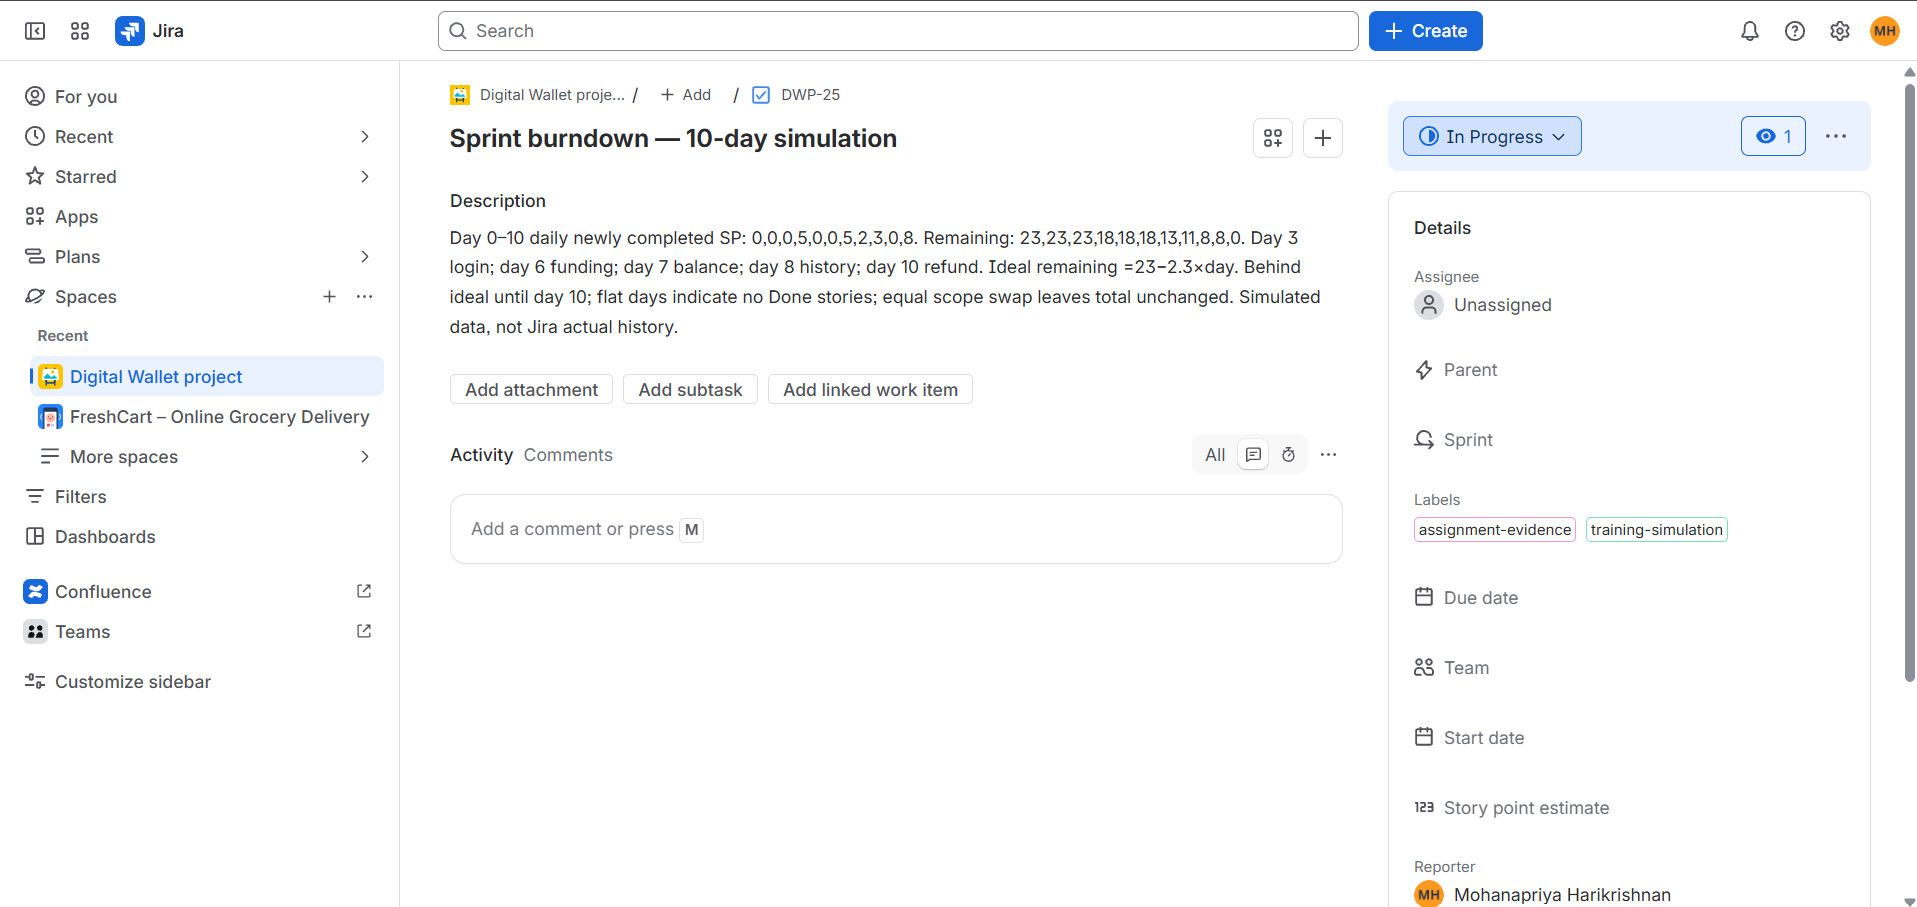 Jira
Search
Create
MH
For you
Recent
Starred
Apps
Plans
Spaces
Recent
Digital Wallet project
FreshCart – Online Grocery Delivery
More spaces
Filters
Dashboards
Confluence
Teams
Customize sidebar
Digital Wallet proje... / + Add / DWP-25
Sprint burndown — 10-day simulation
Description
Day 0–10 daily newly completed SP: 0,0,0,5,0,0,5,2,3,0,8. Remaining: 23,23,23,18,18,18,13,11,8,8,0. Day 3
login; day 6 funding; day 7 balance; day 8 history; day 10 refund. Ideal remaining =23−2.3×day. Behind
ideal until day 10; flat days indicate no Done stories; equal scope swap leaves total unchanged. Simulated
data, not Jira actual history.
Add attachment Add subtask Add linked work item
Activity Comments All
Add a comment or press M
In Progress 1
Details
Assignee
Unassigned
Parent
Sprint
Labels
assignment-evidence training-simulation
Due date
Team
Start date
123 Story point estimate
Reporter
MH Mohanapriya Harikrishnan